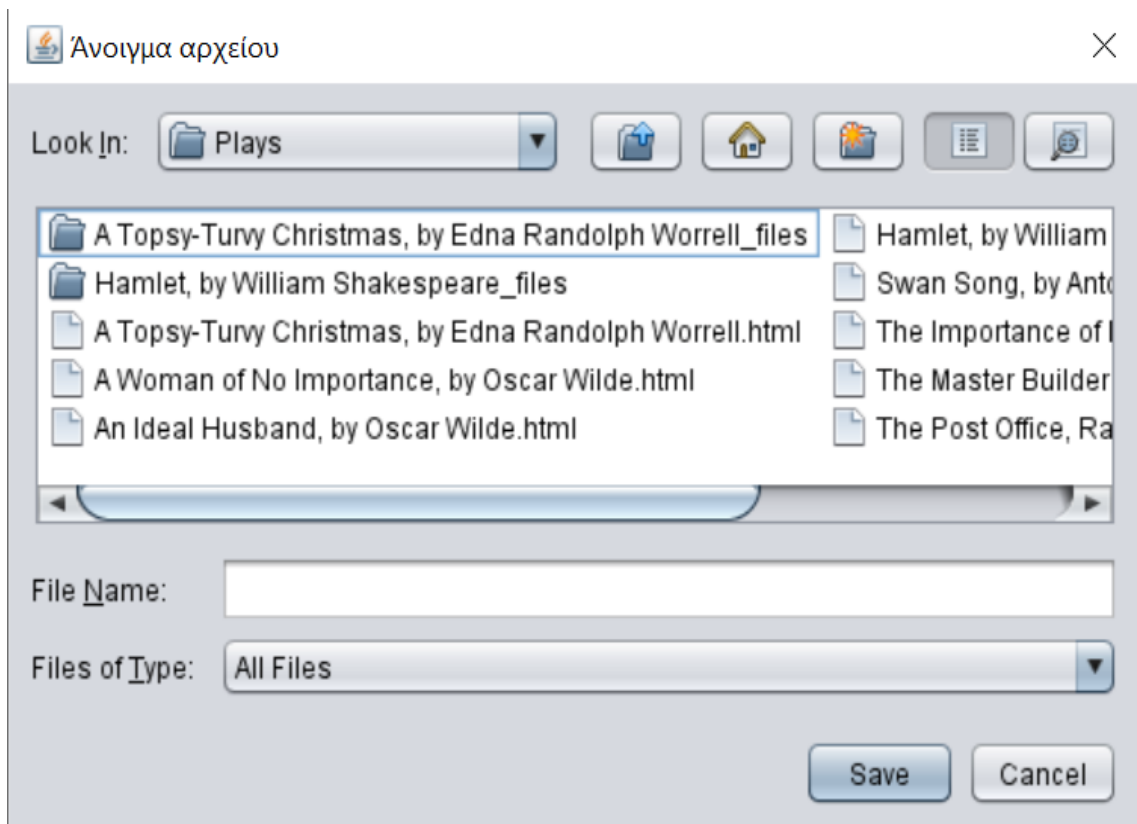 Άνοιγμα αρχείου
Look In: Plays
A Topsy-Turvy Christmas, by Edna Randolph Worrell_files
Hamlet, by William Shakespeare_files
A Topsy-Turvy Christmas, by Edna Randolph Worrell.html
A Woman of No Importance, by Oscar Wilde.html
An Ideal Husband, by Oscar Wilde.html
Hamlet, by William
Swan Song, by Anto
The Importance of
The Master Builder
The Post Office, Ra
File Name:
Files of Type: All Files
Save Cancel